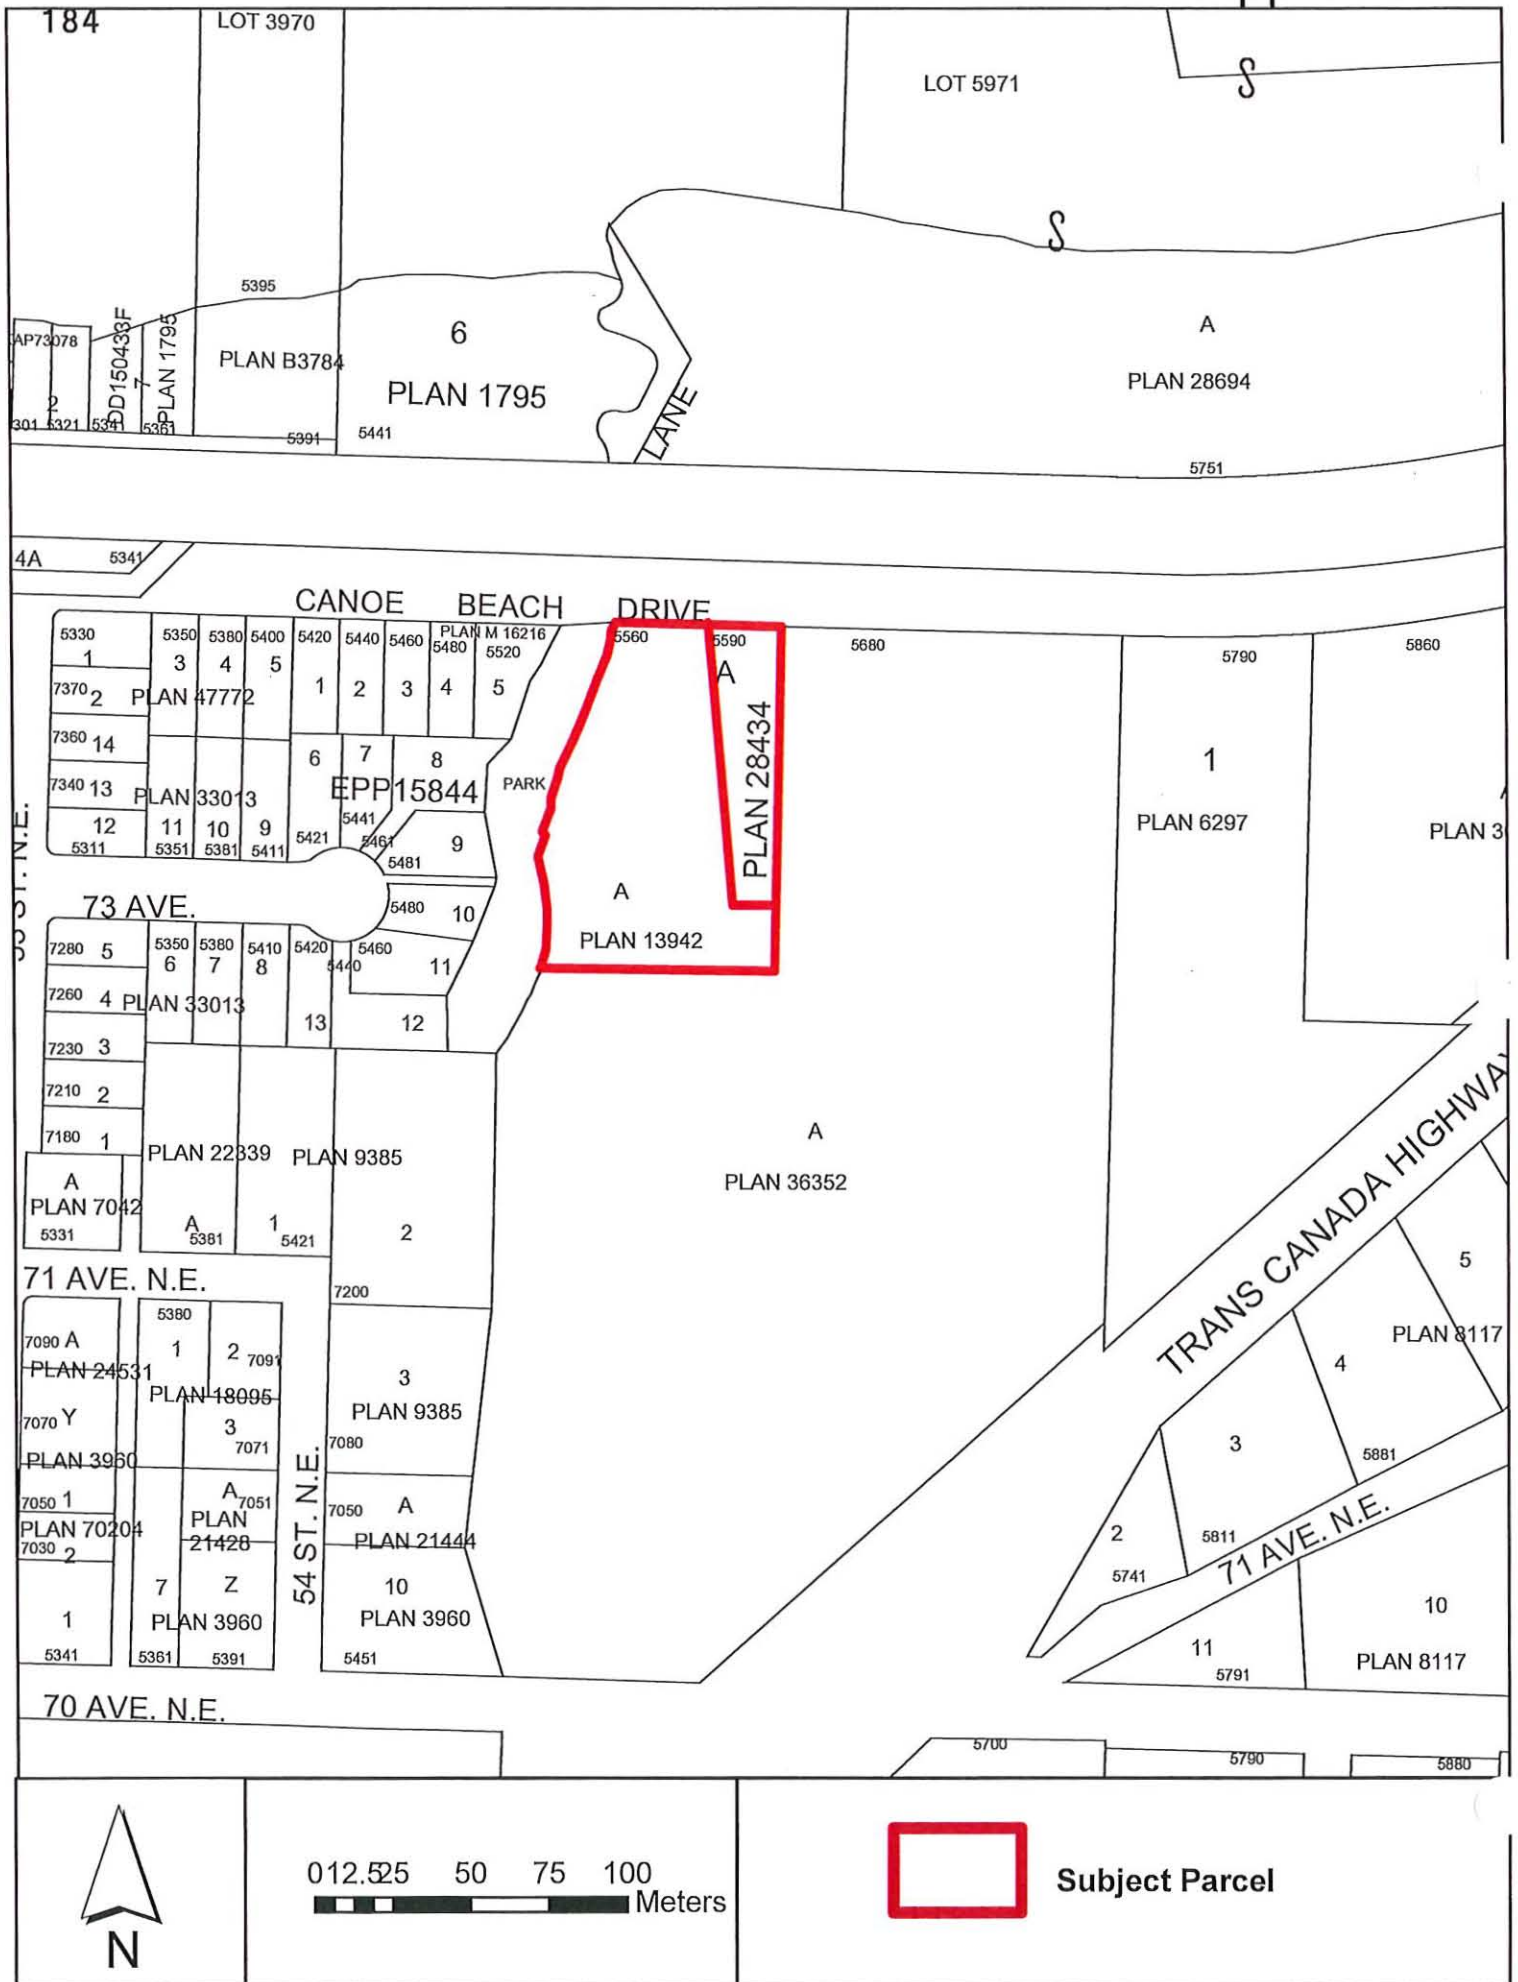 184
LOT 3970
LOT 5971
S
S
5395
AP73078
DD150433F
7
PLAN 1795
PLAN B3784
6
PLAN 1795
A
PLAN 28694
2
301 5321 5341 5361
5391
5441
LANE
5751
4A 5341
CANOE BEACH DRIVE
5330 5350 5380 5400 5420 5440 5460 PLAN M 16216
5480 5520
5560 5590 5680 5790 5860
1 3 4 5 1 2 3 4 5
A
7370 2 PLAN 47772
PLAN 28434
7360 14 6 7 8
1
7340 13 PLAN 33013 EPP15844 PARK
PLAN 6297
12 11 10 9 5421 5441 5461 9
5311 5351 5381 5411 5481
73 AVE.
5480 10
A
PLAN 13942
7280 5 5350 5380 5410 5420 5440 5460
6 7 8 11
7260 4 PLAN 33013
13 12
7230 3
7210 2
7180 1
PLAN 22339 PLAN 9385
A
PLAN 36352
A
PLAN 7042
5331
A 5381 1 5421 2
71 AVE. N.E.
7200
TRANS CANADA HIGHWAY
5
PLAN 8117
7090 A
PLAN 24531
5380
1 2 7091
PLAN 18095
3
PLAN 9385
4
7070 Y
3
7071
7080
3
5881
PLAN 3960
54 ST. N.E.
7050 1
A 7051
PLAN
21428
7050 A
PLAN 21444
PLAN 70204
7030 2
2
5741
5811
71 AVE. N.E.
7 Z
PLAN 3960
10
PLAN 3960
1
5341 5361 5391 5451
10
PLAN 8117
11
5791
70 AVE. N.E.
5700 5790 5880
N
0 12.5 25 50 75 100
Meters
Subject Parcel